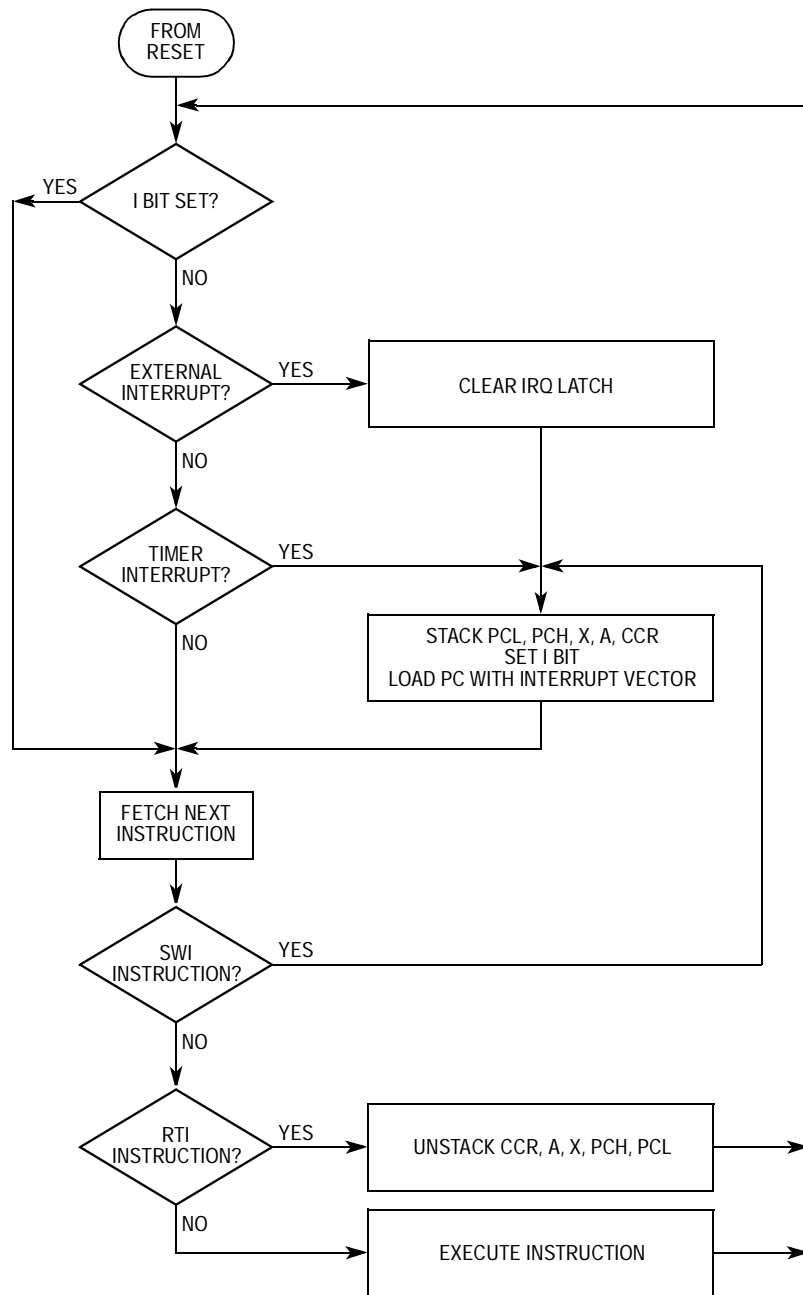 FROM
RESET
YES
I BIT SET?
NO
EXTERNAL
INTERRUPT?
YES
CLEAR IRQ LATCH
NO
TIMER
INTERRUPT?
YES
NO
STACK PCL, PCH, X, A, CCR
SET I BIT
LOAD PC WITH INTERRUPT VECTOR
FETCH NEXT
INSTRUCTION
SWI
INSTRUCTION?
YES
NO
RTI
INSTRUCTION?
YES
UNSTACK CCR, A, X, PCH, PCL
NO
EXECUTE INSTRUCTION